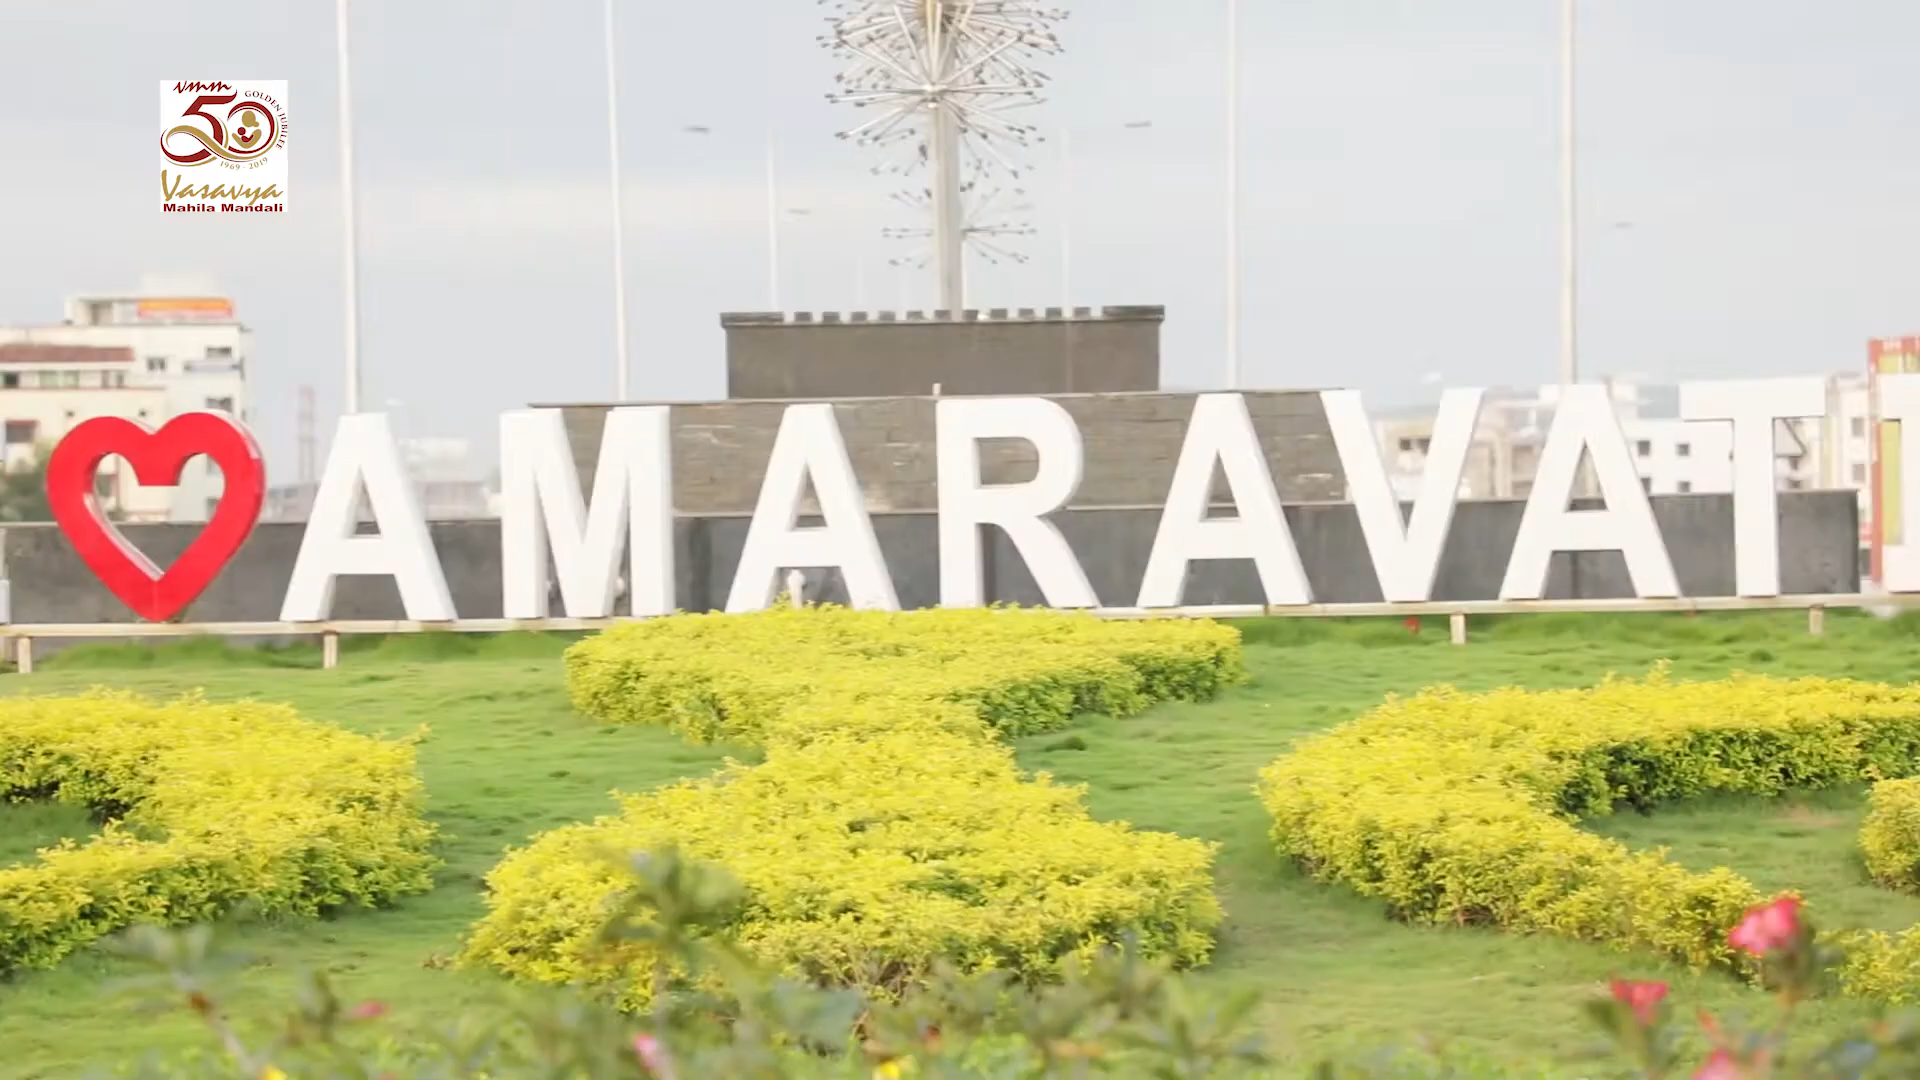 vmm
50
GOLDEN JUBILEE
1969 - 2019
Vasavya
Mahila Mandali
AMARAVATI